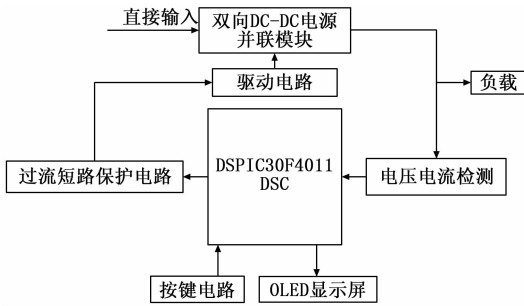 直接输入
双向DC-DC电源
并联模块
驱动电路
负载
DSPIC30F4011
DSC
过流短路保护电路
电压电流检测
按键电路
OLED显示屏